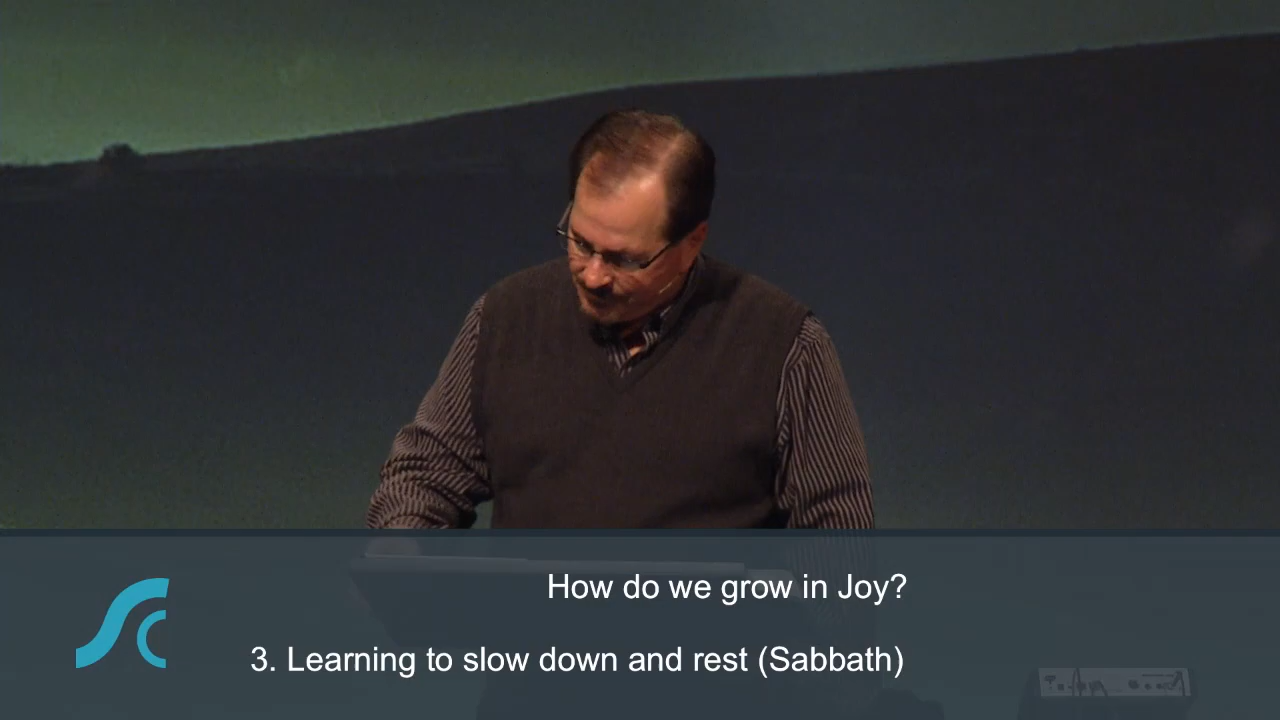 How do we grow in Joy?
3. Learning to slow down and rest (Sabbath)